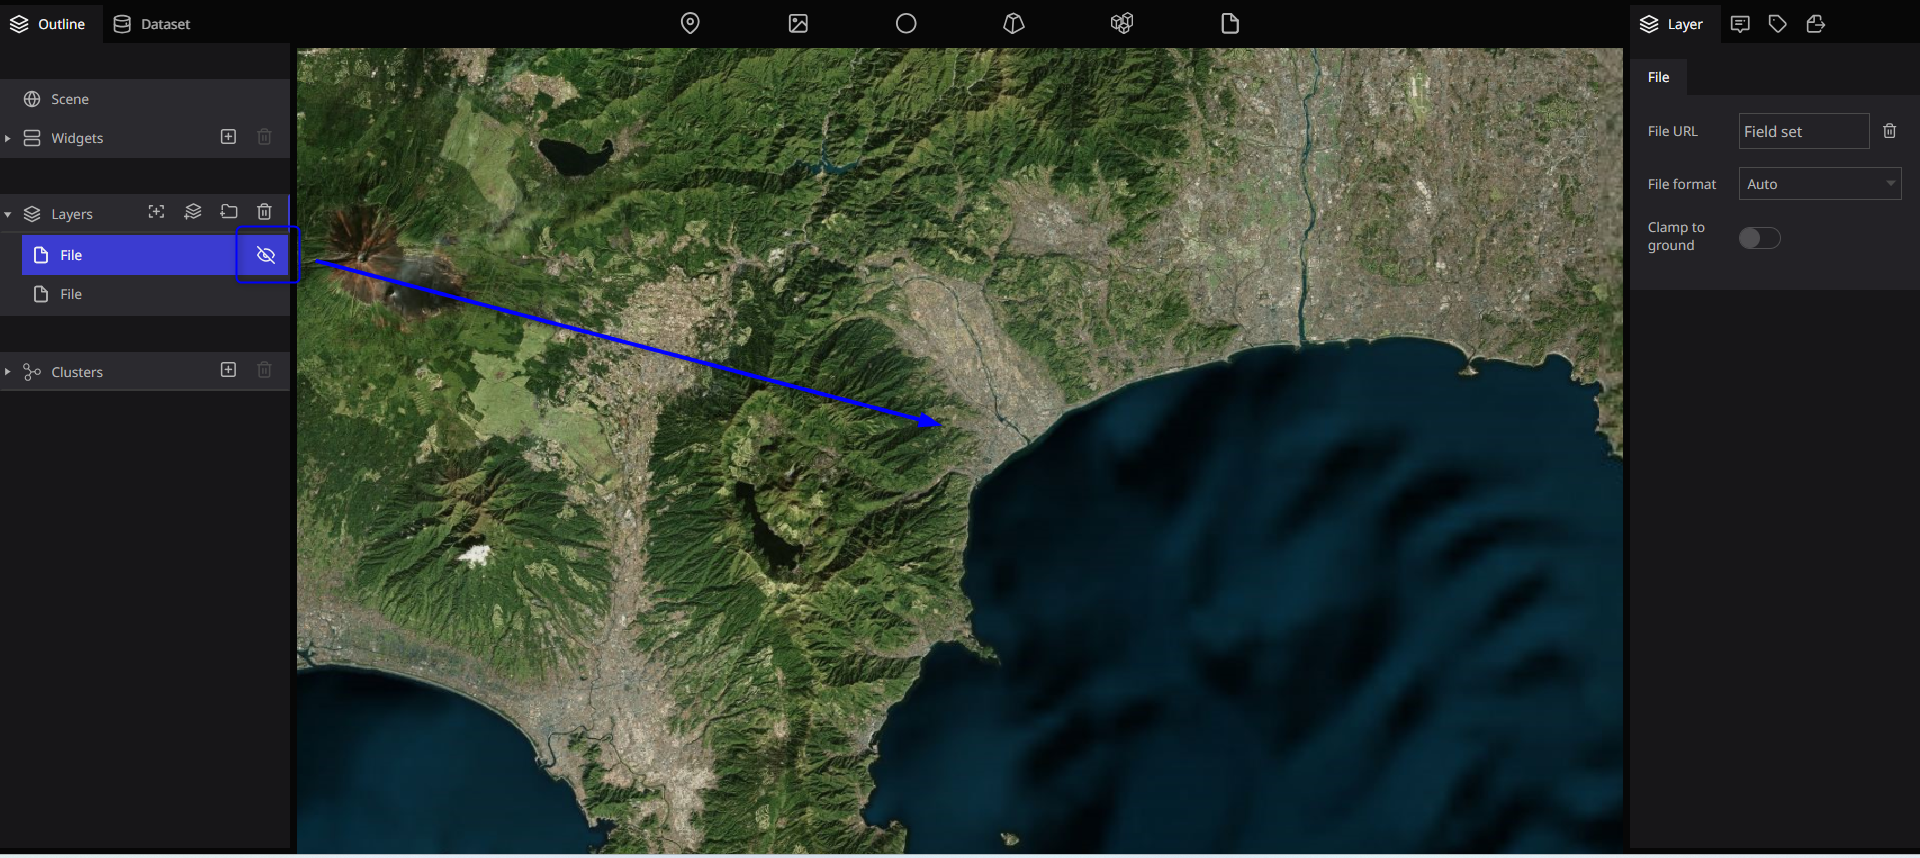 Outline
Dataset
Layer
Scene
Widgets
Layers
File
File
Clusters
File
File URL
Field set
File format
Auto
Clamp to
ground